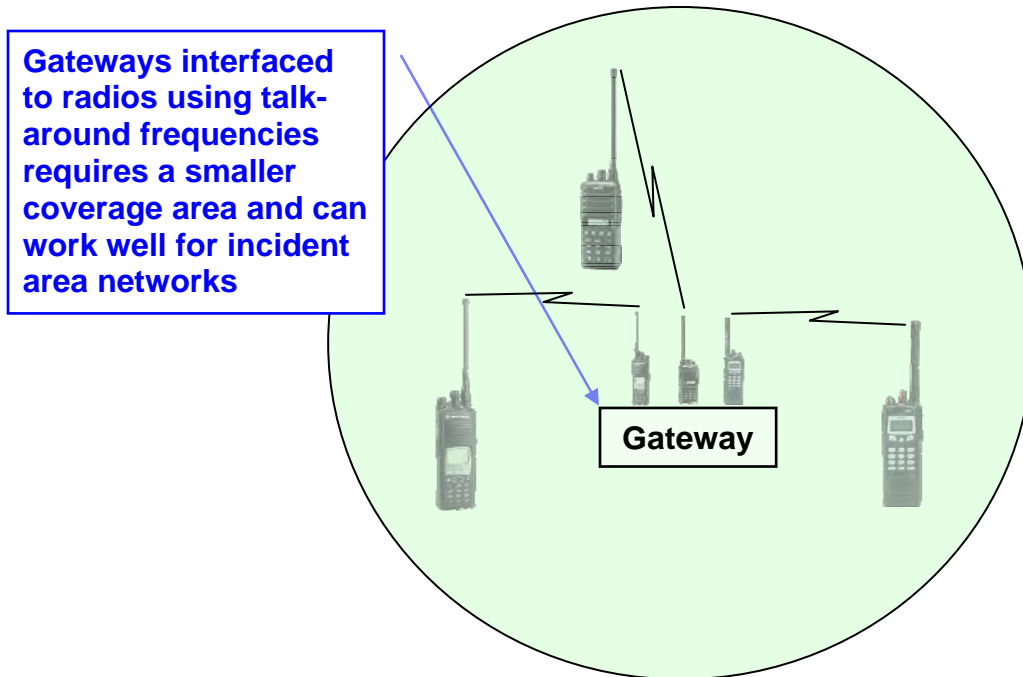 Gateways interfaced
to radios using talk-
around frequencies
requires a smaller
coverage area and can
work well for incident
area networks
Gateway